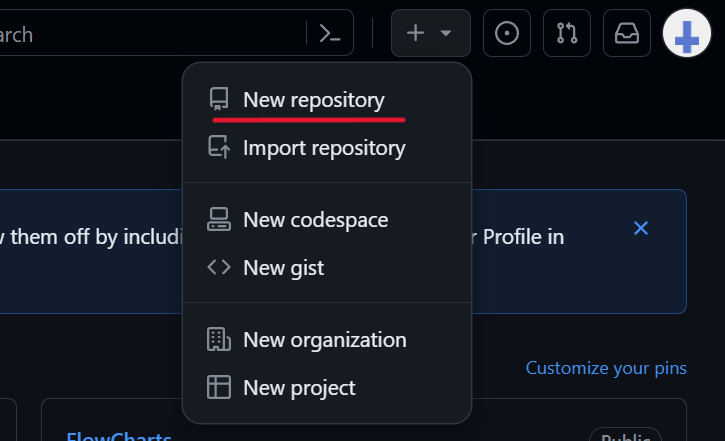 arch
New repository
Import repository
New codespace
w them off by includi
r Profile in
New gist
New organization
Customize your pins
New project
FlowCharts
Public